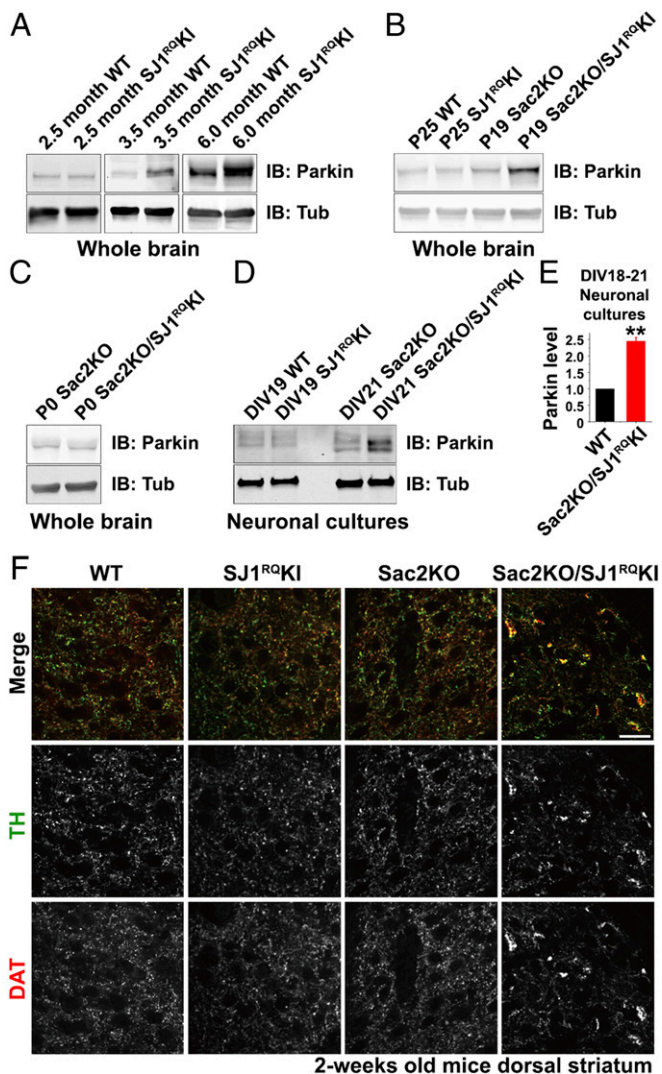 A
2.5 month WT
2.5 month SJ1RQKI
3.5 month WT
3.5 month SJ1RQKI
6.0 month WT
6.0 month SJ1RQKI
IB: Parkin
IB: Tub
Whole brain
B
P25 WT
P25 SJ1RQKI
P19 Sac2KO
P19 Sac2KO/SJ1RQKI
IB: Parkin
IB: Tub
Whole brain
C
P0 Sac2KO
P0 Sac2KO/SJ1RQKI
IB: Parkin
IB: Tub
Whole brain
D
DIV19 WT
DIV19 SJ1RQKI
DIV21 Sac2KO
DIV21 Sac2KO/SJ1RQKI
IB: Parkin
IB: Tub
Neuronal cultures
E
DIV18-21
Neuronal
cultures
**
Parkin level
2.5
2.0
1.5
1.0
0.5
0
WT
Sac2KO/SJ1RQKI
F
WT
SJ1RQKI
Sac2KO
Sac2KO/SJ1RQKI
Merge
TH
DAT
2-weeks old mice dorsal striatum